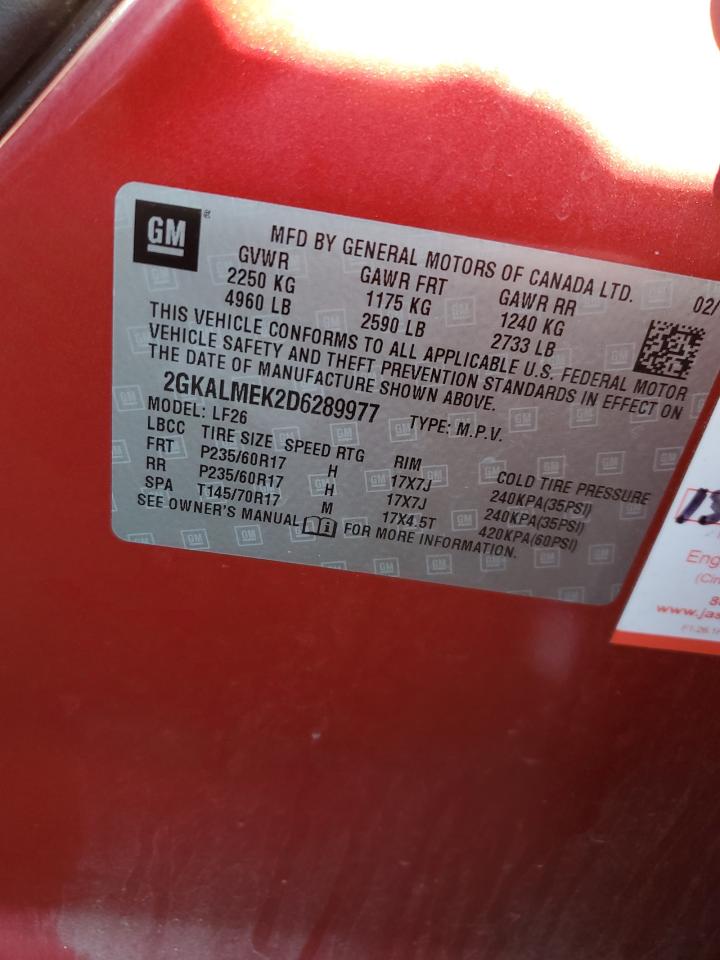 GM
MFD BY GENERAL MOTORS OF CANADA LTD.
02/
GVWR GAWR FRT GAWR RR
2250 KG 1175 KG 1240 KG
4960 LB 2590 LB 2733 LB
THIS VEHICLE CONFORMS TO ALL APPLICABLE U.S. FEDERAL MOTOR
VEHICLE SAFETY AND THEFT PREVENTION STANDARDS IN EFFECT ON
THE DATE OF MANUFACTURE SHOWN ABOVE.
2GKALMEK2D6289977 TYPE: M.P.V.
MODEL: LF26
LBCC TIRE SIZE SPEED RTG RIM COLD TIRE PRESSURE
FRT P235/60R17 H 17X7J 240KPA(35PSI)
RR P235/60R17 H 17X7J 240KPA(35PSI)
SPA T145/70R17 M 17X4.5T 420KPA(60PSI)
SEE OWNER'S MANUAL FOR MORE INFORMATION.
Eng
(Cir
www.jas